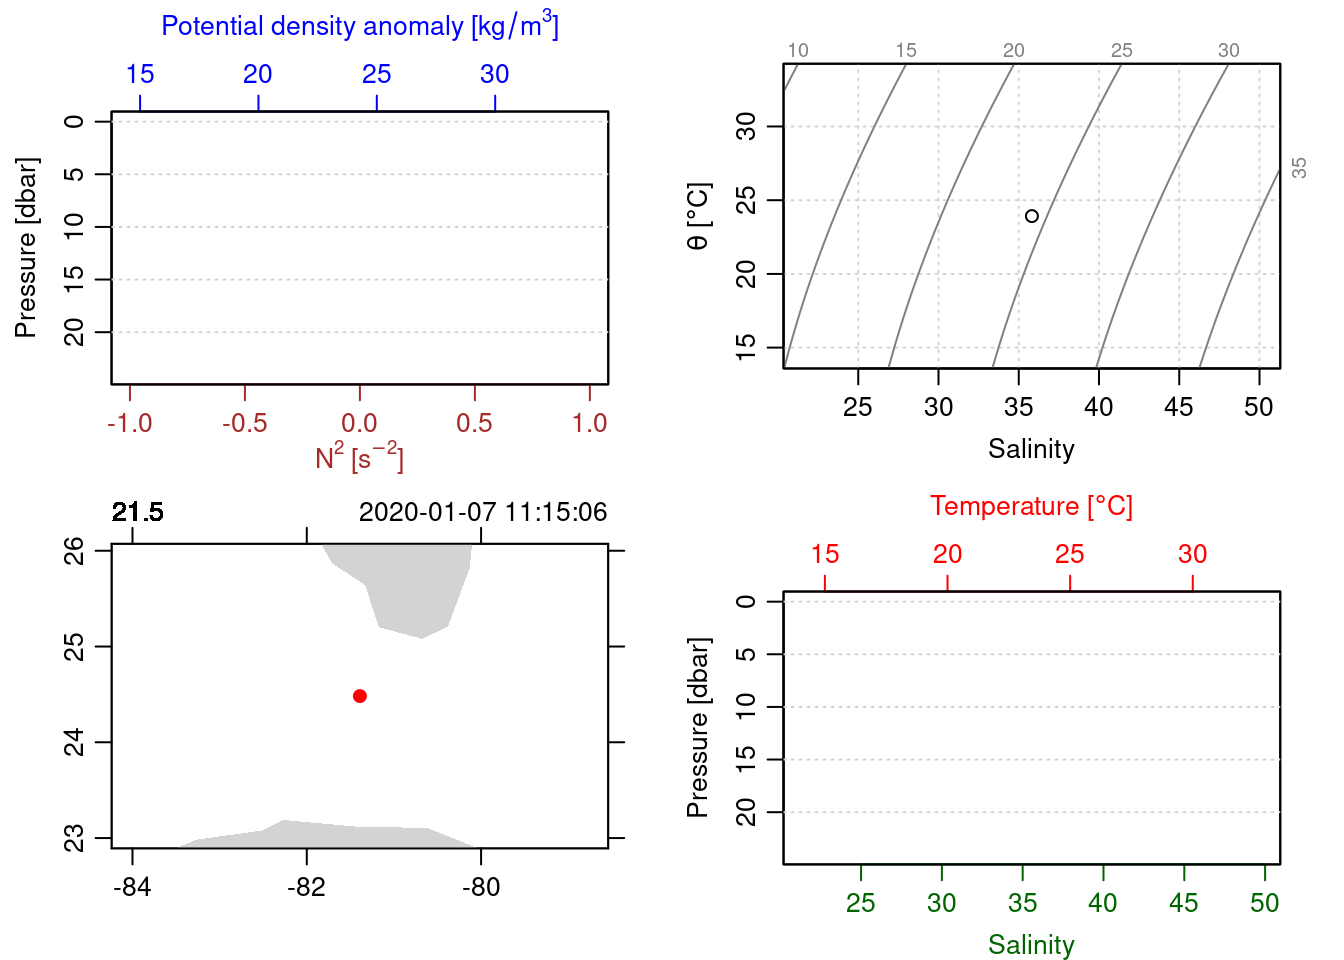 Potential density anomaly [kg/m³]
15 20 25 30
0
5
10
15
20
Pressure [dbar]
-1.0 -0.5 0.0 0.5 1.0
N² [s⁻²]
10 15 20 25 30
35
30
25
20
15
θ [°C]
25 30 35 40 45 50
Salinity
21.5 2020-01-07 11:15:06
26
25
24
23
-84 -82 -80
Temperature [°C]
15 20 25 30
0
5
10
15
20
Pressure [dbar]
25 30 35 40 45 50
Salinity